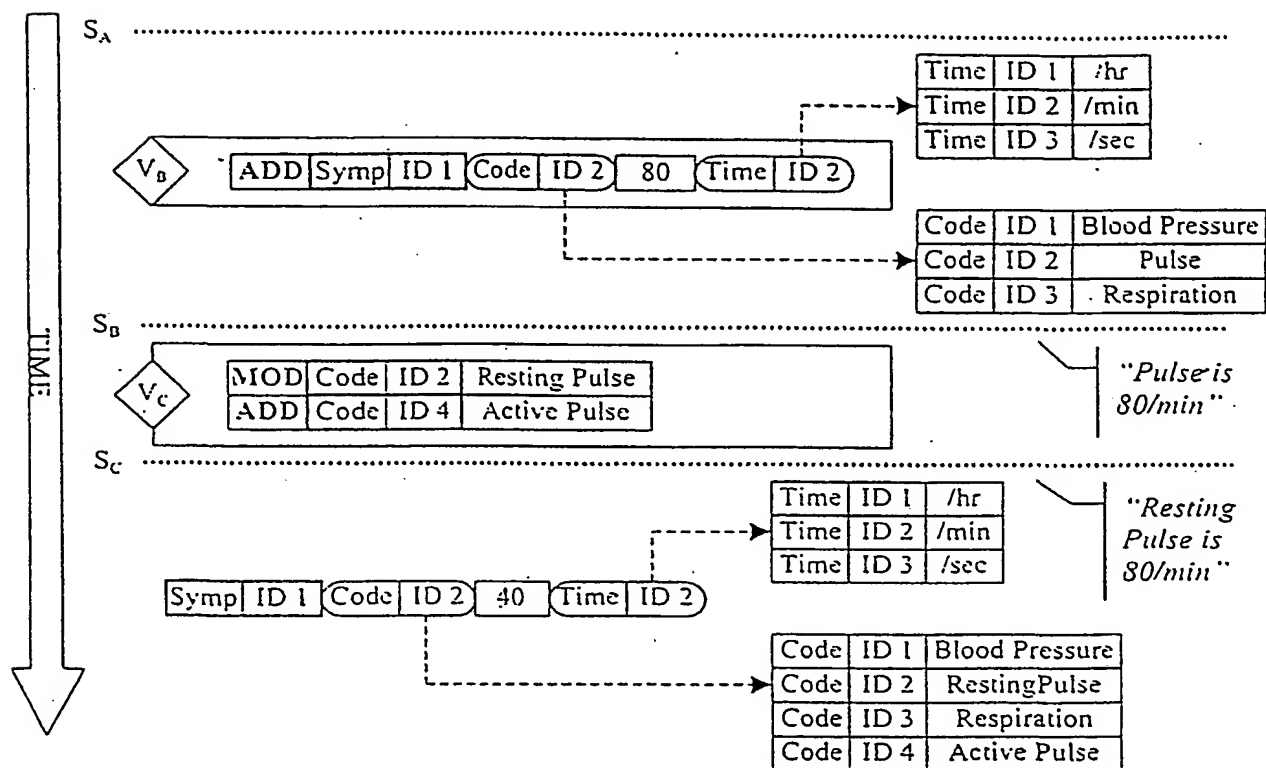 S_A
Time ID 1 /hr
Time ID 2 /min
Time ID 3 /sec
V_B ADD Symp ID 1 Code ID 2 80 Time ID 2
Code ID 1 Blood Pressure
Code ID 2 Pulse
Code ID 3 Respiration
S_B
TIME
V_C
MOD Code ID 2 Resting Pulse
ADD Code ID 4 Active Pulse
"Pulse is
80/min"
S_C
Time ID 1 /hr
Time ID 2 /min
Time ID 3 /sec
"Resting
Pulse is
80/min"
Symp ID 1 Code ID 2 40 Time ID 2
Code ID 1 Blood Pressure
Code ID 2 RestingPulse
Code ID 3 Respiration
Code ID 4 Active Pulse